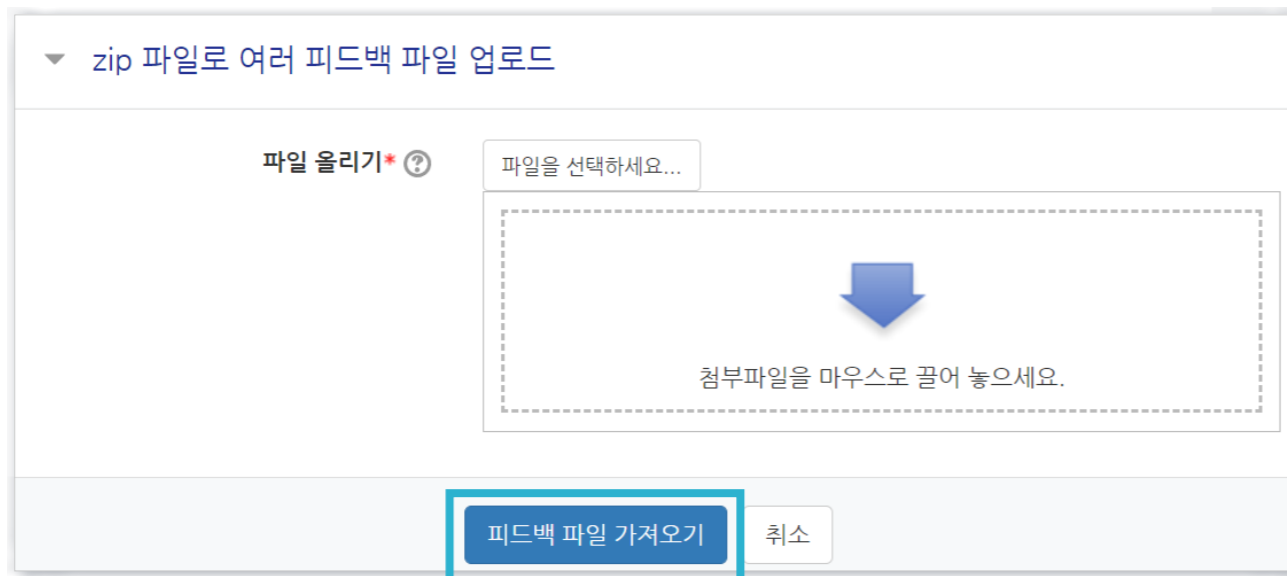 zip 파일로 여러 피드백 파일 업로드
파일 올리기*
파일을 선택하세요...
첨부파일을 마우스로 끌어 놓으세요.
피드백 파일 가져오기 취소